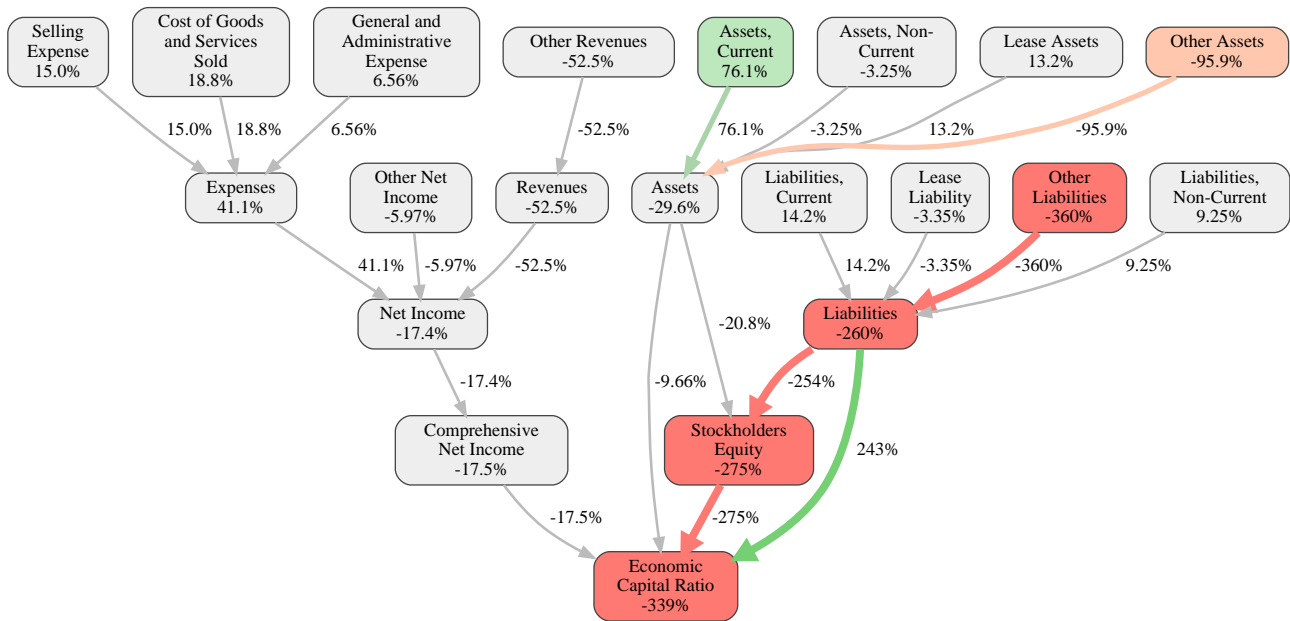 Selling
Expense
15.0%
Cost of Goods
and Services
Sold
18.8%
General and
Administrative
Expense
6.56%
Other Revenues
-52.5%
Assets,
Current
76.1%
Assets, Non-
Current
-3.25%
Lease Assets
13.2%
Other Assets
-95.9%
15.0%
18.8%
6.56%
-52.5%
76.1%
-3.25%
13.2%
-95.9%
Expenses
41.1%
Other Net
Income
-5.97%
Revenues
-52.5%
Assets
-29.6%
Liabilities,
Current
14.2%
Lease
Liability
-3.35%
Other
Liabilities
-360%
Liabilities,
Non-Current
9.25%
41.1%
-5.97%
-52.5%
14.2%
-3.35%
-360%
9.25%
Net Income
-17.4%
Liabilities
-260%
-20.8%
-17.4%
-9.66%
-254%
Comprehensive
Net Income
-17.5%
Stockholders
Equity
-275%
243%
-17.5%
-275%
Economic
Capital Ratio
-339%